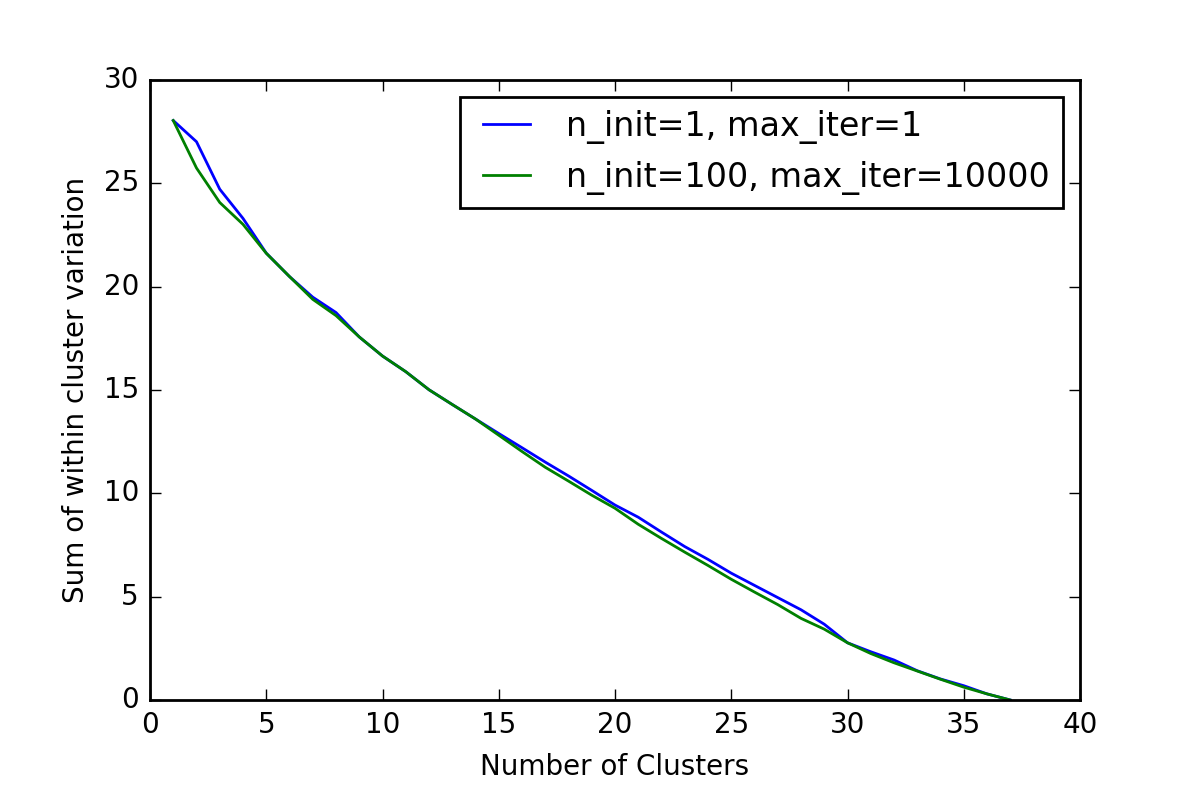 30
25
20
15
10
5
0
0 5 10 15 20 25 30 35 40
Sum of within cluster variation
Number of Clusters
n_init=1, max_iter=1
n_init=100, max_iter=10000